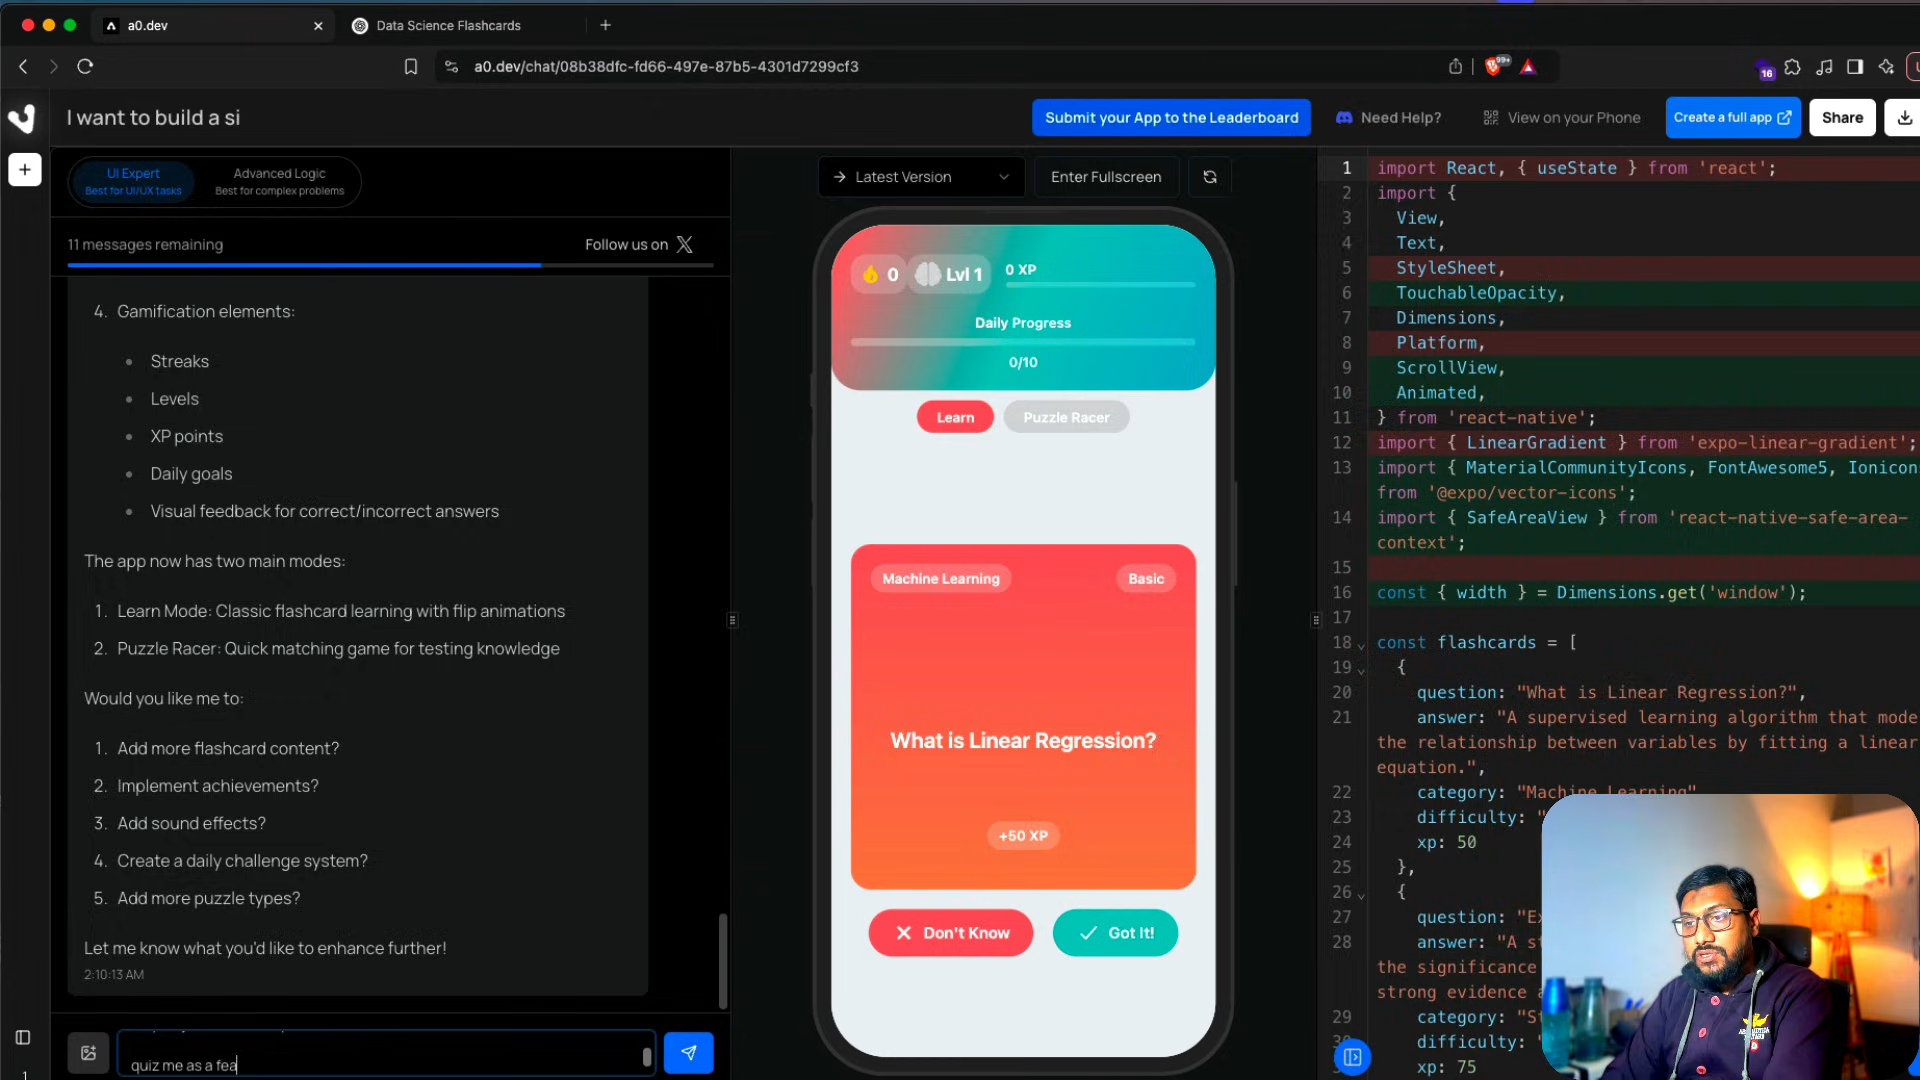 a0.dev
Data Science Flashcards
a0.dev/chat/08b38dfc-fd66-497e-87b5-4301d7299cf3
99+
16
I want to build a si
Submit your App to the Leaderboard
Need Help?
View on your Phone
Create a full app
Share
UI Expert
Best for UI/UX tasks
Advanced Logic
Best for complex problems
11 messages remaining
Follow us on X
4. Gamification elements:
Streaks
Levels
XP points
Daily goals
Visual feedback for correct/incorrect answers
The app now has two main modes:
1. Learn Mode: Classic flashcard learning with flip animations
2. Puzzle Racer: Quick matching game for testing knowledge
Would you like me to:
1. Add more flashcard content?
2. Implement achievements?
3. Add sound effects?
4. Create a daily challenge system?
5. Add more puzzle types?
Let me know what you'd like to enhance further!
2:10:13 AM
quiz me as a fea
Latest Version
Enter Fullscreen
0
Lvl 1
0 XP
Daily Progress
0/10
Learn
Puzzle Racer
Machine Learning
Basic
What is Linear Regression?
+50 XP
Don't Know
Got It!
1 import React, { useState } from 'react';
2 import {
3 View,
4 Text,
5 StyleSheet,
6 TouchableOpacity,
7 Dimensions,
8 Platform,
9 ScrollView,
10 Animated,
11 } from 'react-native';
12 import { LinearGradient } from 'expo-linear-gradient';
13 import { MaterialCommunityIcons, FontAwesome5, Ionicons
from '@expo/vector-icons';
14 import { SafeAreaView } from 'react-native-safe-area-
context';
15
16 const { width } = Dimensions.get('window');
17
18 const flashcards = [
19 {
20 question: "What is Linear Regression?",
21 answer: "A supervised learning algorithm that mode
the relationship between variables by fitting a linear
equation.",
22 category: "Machine Learning"
23 difficulty: "
24 xp: 50
25 },
26 {
27 question: "E
28 answer: "A st
the significance
strong evidence
29 category: "S
difficulty: "
xp: 75